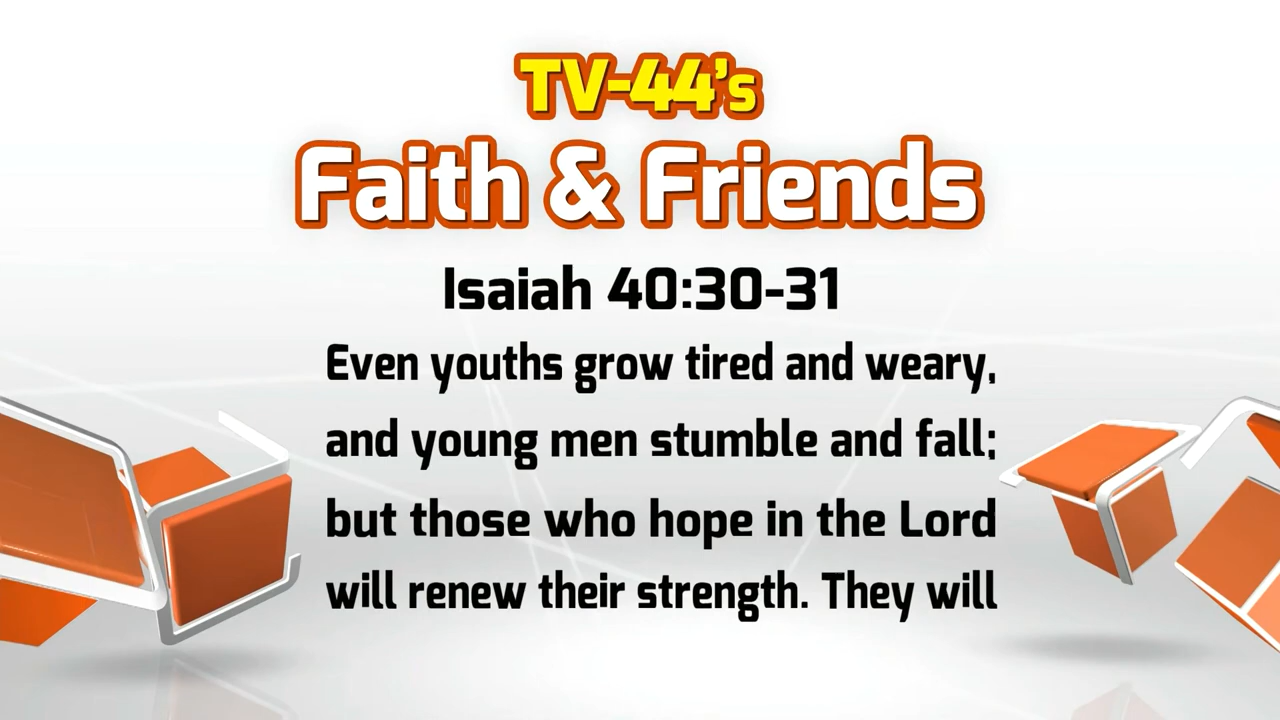 TV-44's
Faith & Friends
Isaiah 40:30-31
Even youths grow tired and weary,
and young men stumble and fall;
but those who hope in the Lord
will renew their strength. They will